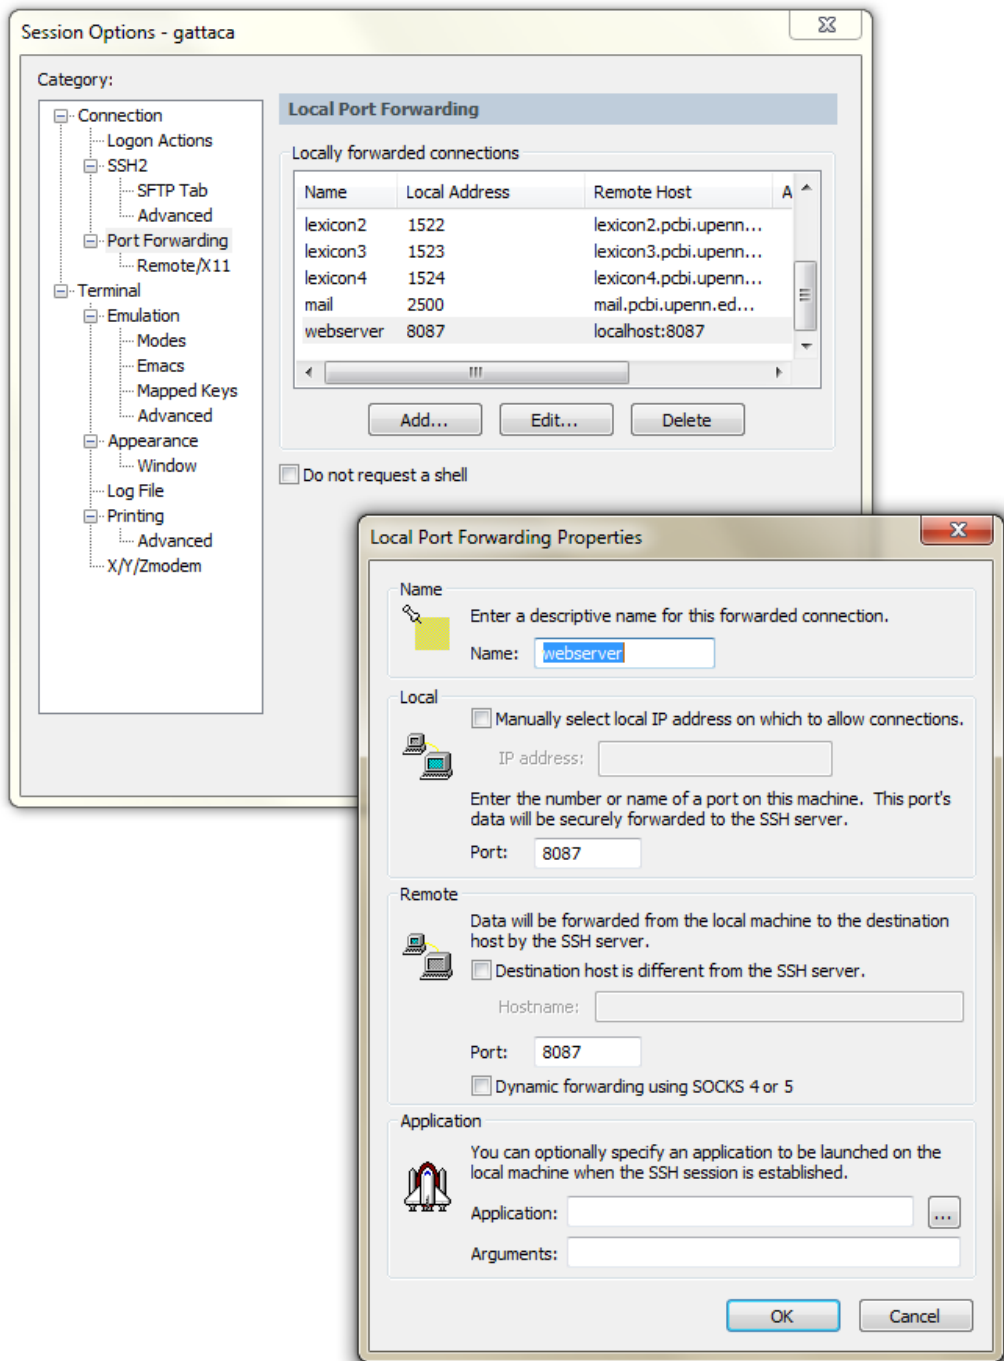 Session Options - gattaca
Category:
Connection
Logon Actions
SSH2
SFTP Tab
Advanced
Port Forwarding
Remote/X11
Terminal
Emulation
Modes
Emacs
Mapped Keys
Advanced
Appearance
Window
Log File
Printing
Advanced
X/Y/Zmodem
Local Port Forwarding
Locally forwarded connections
Name Local Address Remote Host A
lexicon2 1522 lexicon2.pcbi.upenn...
lexicon3 1523 lexicon3.pcbi.upenn...
lexicon4 1524 lexicon4.pcbi.upenn...
mail 2500 mail.pcbi.upenn.ed...
webserver 8087 localhost:8087
Add... Edit... Delete
Do not request a shell
Local Port Forwarding Properties
Name
Enter a descriptive name for this forwarded connection.
Name: webserver
Local
Manually select local IP address on which to allow connections.
IP address:
Enter the number or name of a port on this machine. This port's
data will be securely forwarded to the SSH server.
Port: 8087
Remote
Data will be forwarded from the local machine to the destination
host by the SSH server.
Destination host is different from the SSH server.
Hostname:
Port: 8087
Dynamic forwarding using SOCKS 4 or 5
Application
You can optionally specify an application to be launched on the
local machine when the SSH session is established.
Application: ...
Arguments:
OK Cancel